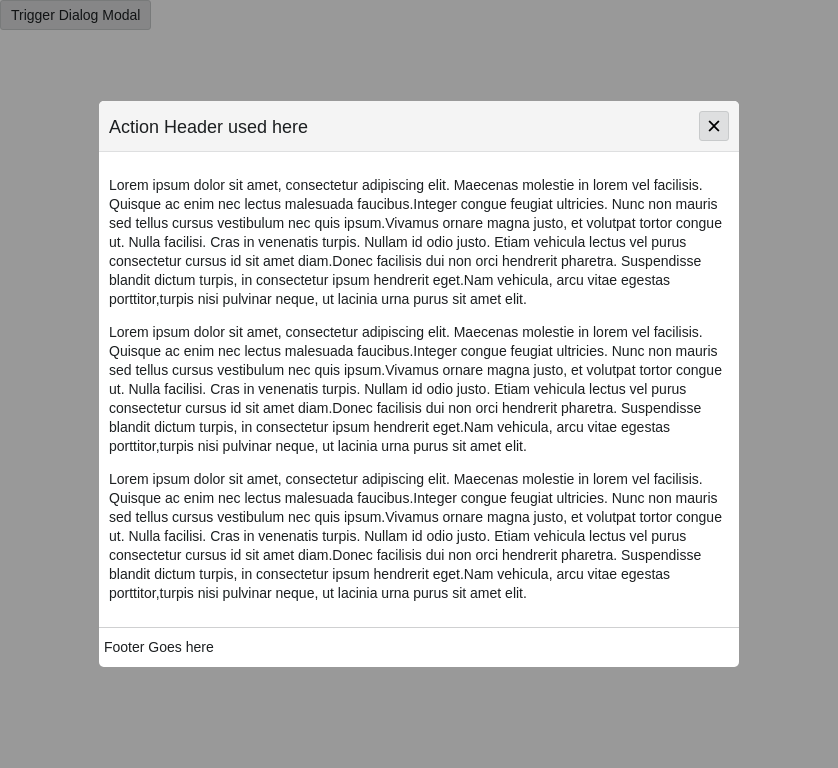 Trigger Dialog Modal
Action Header used here
Lorem ipsum dolor sit amet, consectetur adipiscing elit. Maecenas molestie in lorem vel facilisis.
Quisque ac enim nec lectus malesuada faucibus.Integer congue feugiat ultricies. Nunc non mauris
sed tellus cursus vestibulum nec quis ipsum.Vivamus ornare magna justo, et volutpat tortor congue
ut. Nulla facilisi. Cras in venenatis turpis. Nullam id odio justo. Etiam vehicula lectus vel purus
consectetur cursus id sit amet diam.Donec facilisis dui non orci hendrerit pharetra. Suspendisse
blandit dictum turpis, in consectetur ipsum hendrerit eget.Nam vehicula, arcu vitae egestas
porttitor,turpis nisi pulvinar neque, ut lacinia urna purus sit amet elit.
Lorem ipsum dolor sit amet, consectetur adipiscing elit. Maecenas molestie in lorem vel facilisis.
Quisque ac enim nec lectus malesuada faucibus.Integer congue feugiat ultricies. Nunc non mauris
sed tellus cursus vestibulum nec quis ipsum.Vivamus ornare magna justo, et volutpat tortor congue
ut. Nulla facilisi. Cras in venenatis turpis. Nullam id odio justo. Etiam vehicula lectus vel purus
consectetur cursus id sit amet diam.Donec facilisis dui non orci hendrerit pharetra. Suspendisse
blandit dictum turpis, in consectetur ipsum hendrerit eget.Nam vehicula, arcu vitae egestas
porttitor,turpis nisi pulvinar neque, ut lacinia urna purus sit amet elit.
Lorem ipsum dolor sit amet, consectetur adipiscing elit. Maecenas molestie in lorem vel facilisis.
Quisque ac enim nec lectus malesuada faucibus.Integer congue feugiat ultricies. Nunc non mauris
sed tellus cursus vestibulum nec quis ipsum.Vivamus ornare magna justo, et volutpat tortor congue
ut. Nulla facilisi. Cras in venenatis turpis. Nullam id odio justo. Etiam vehicula lectus vel purus
consectetur cursus id sit amet diam.Donec facilisis dui non orci hendrerit pharetra. Suspendisse
blandit dictum turpis, in consectetur ipsum hendrerit eget.Nam vehicula, arcu vitae egestas
porttitor,turpis nisi pulvinar neque, ut lacinia urna purus sit amet elit.
Footer Goes here